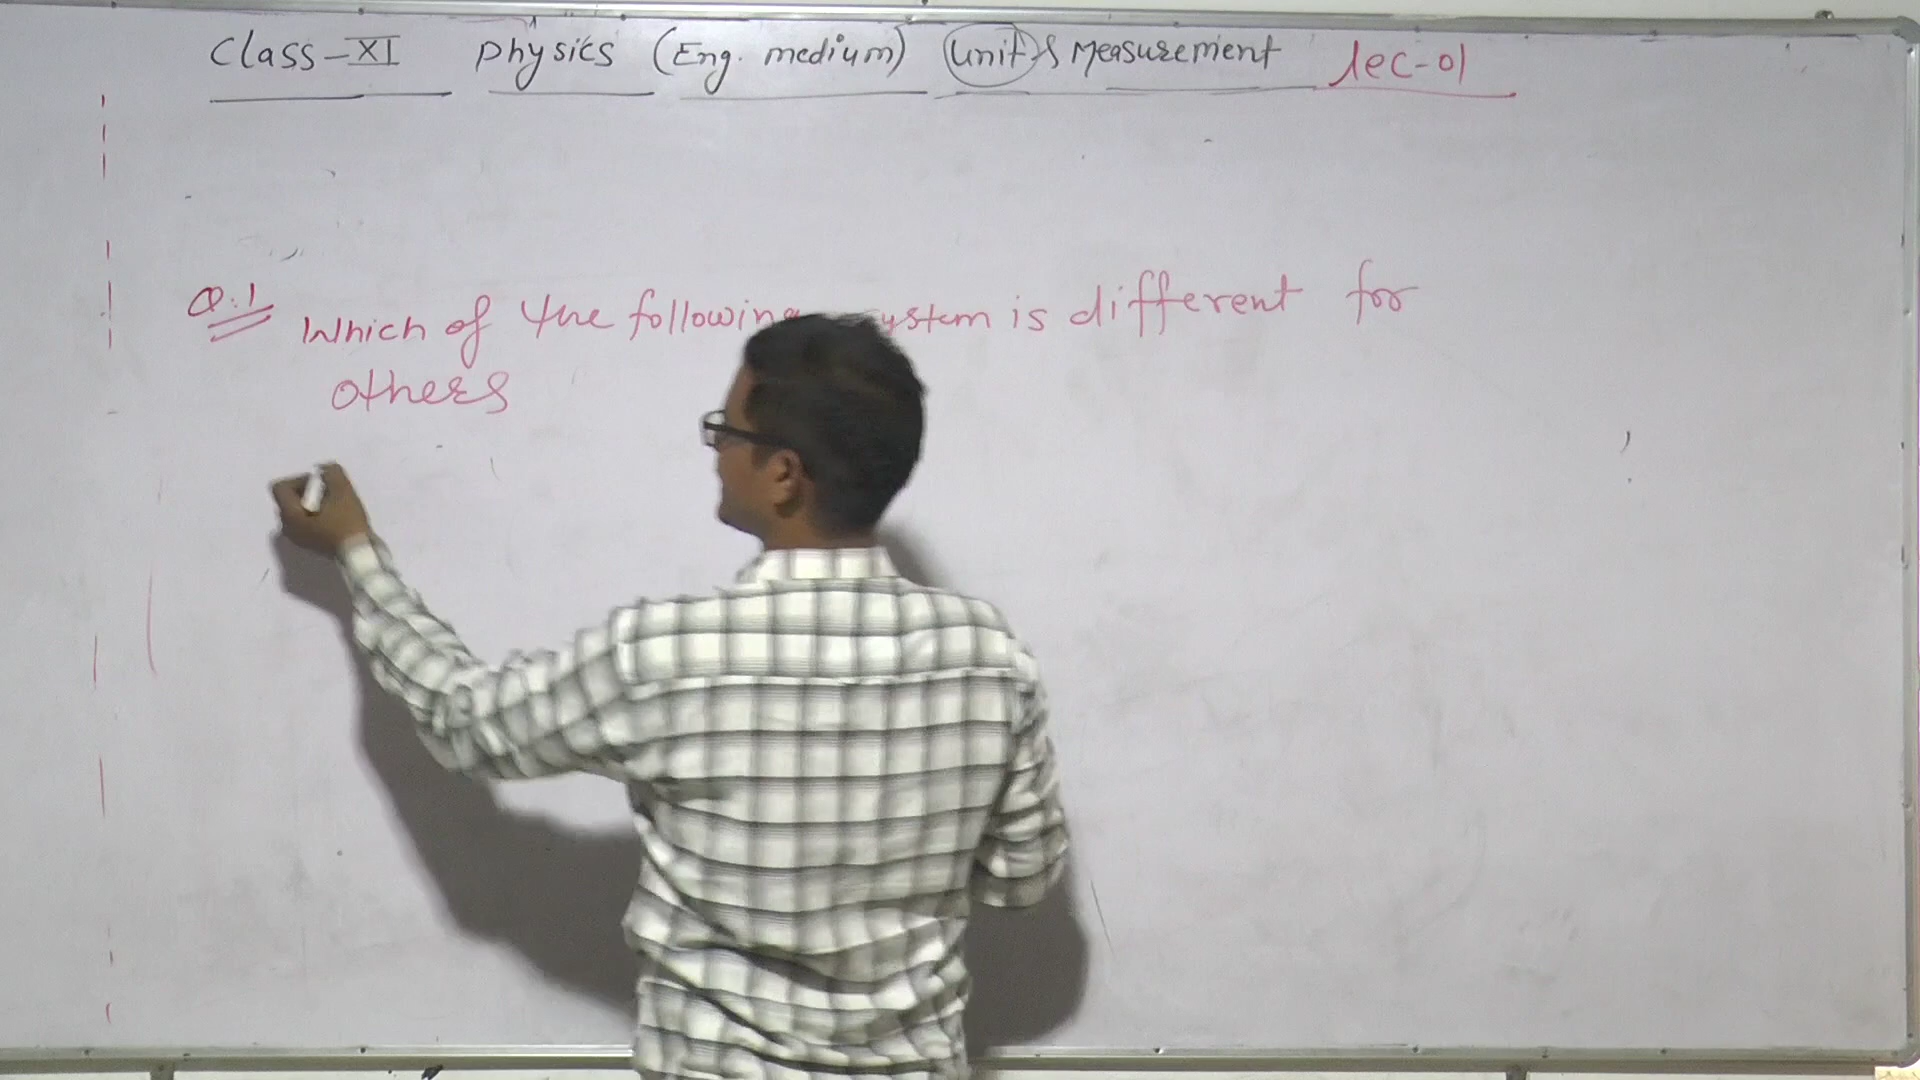 Class-XI Physics (Eng. medium) Unit & Measurement lec-01
Q.1 Which of the following system is different for
others